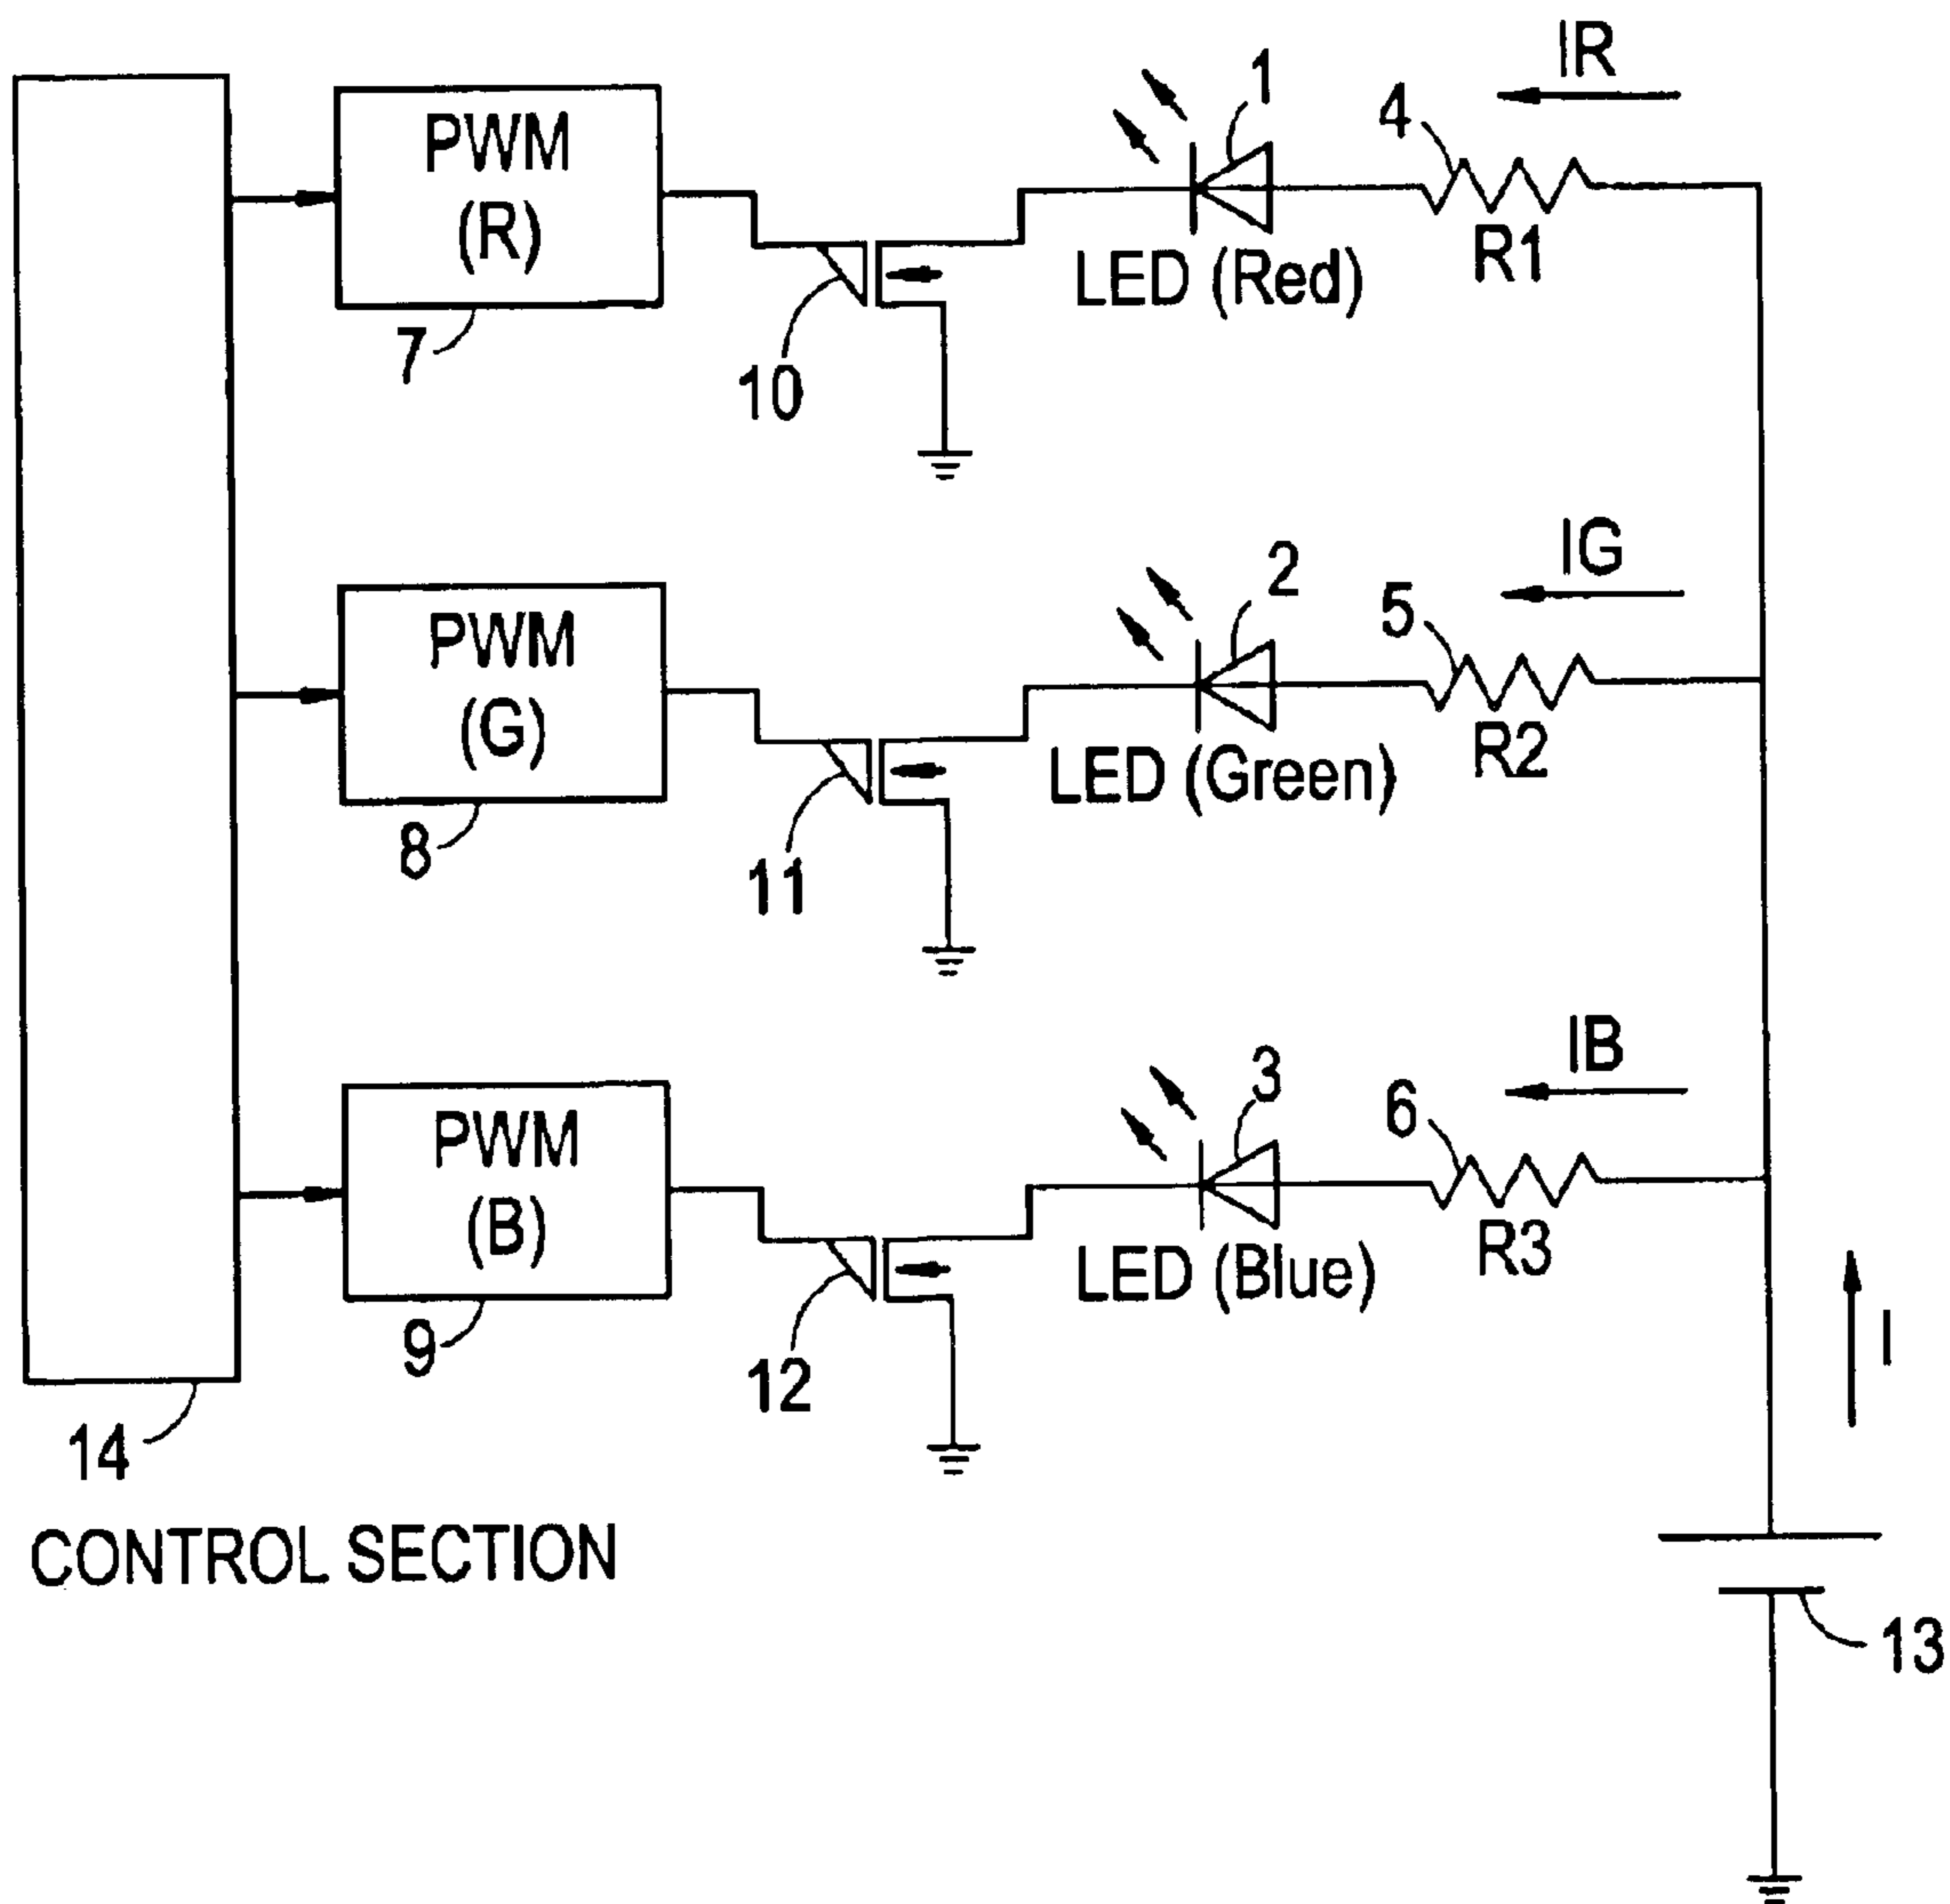 IR
1
4
PWM
(R)
R1
LED (Red)
7
10
IG
2
5
PWM
(G)
R2
LED (Green)
8
11
IB
3
6
PWM
(B)
R3
LED (Blue)
9
12
I
14
CONTROL SECTION
13